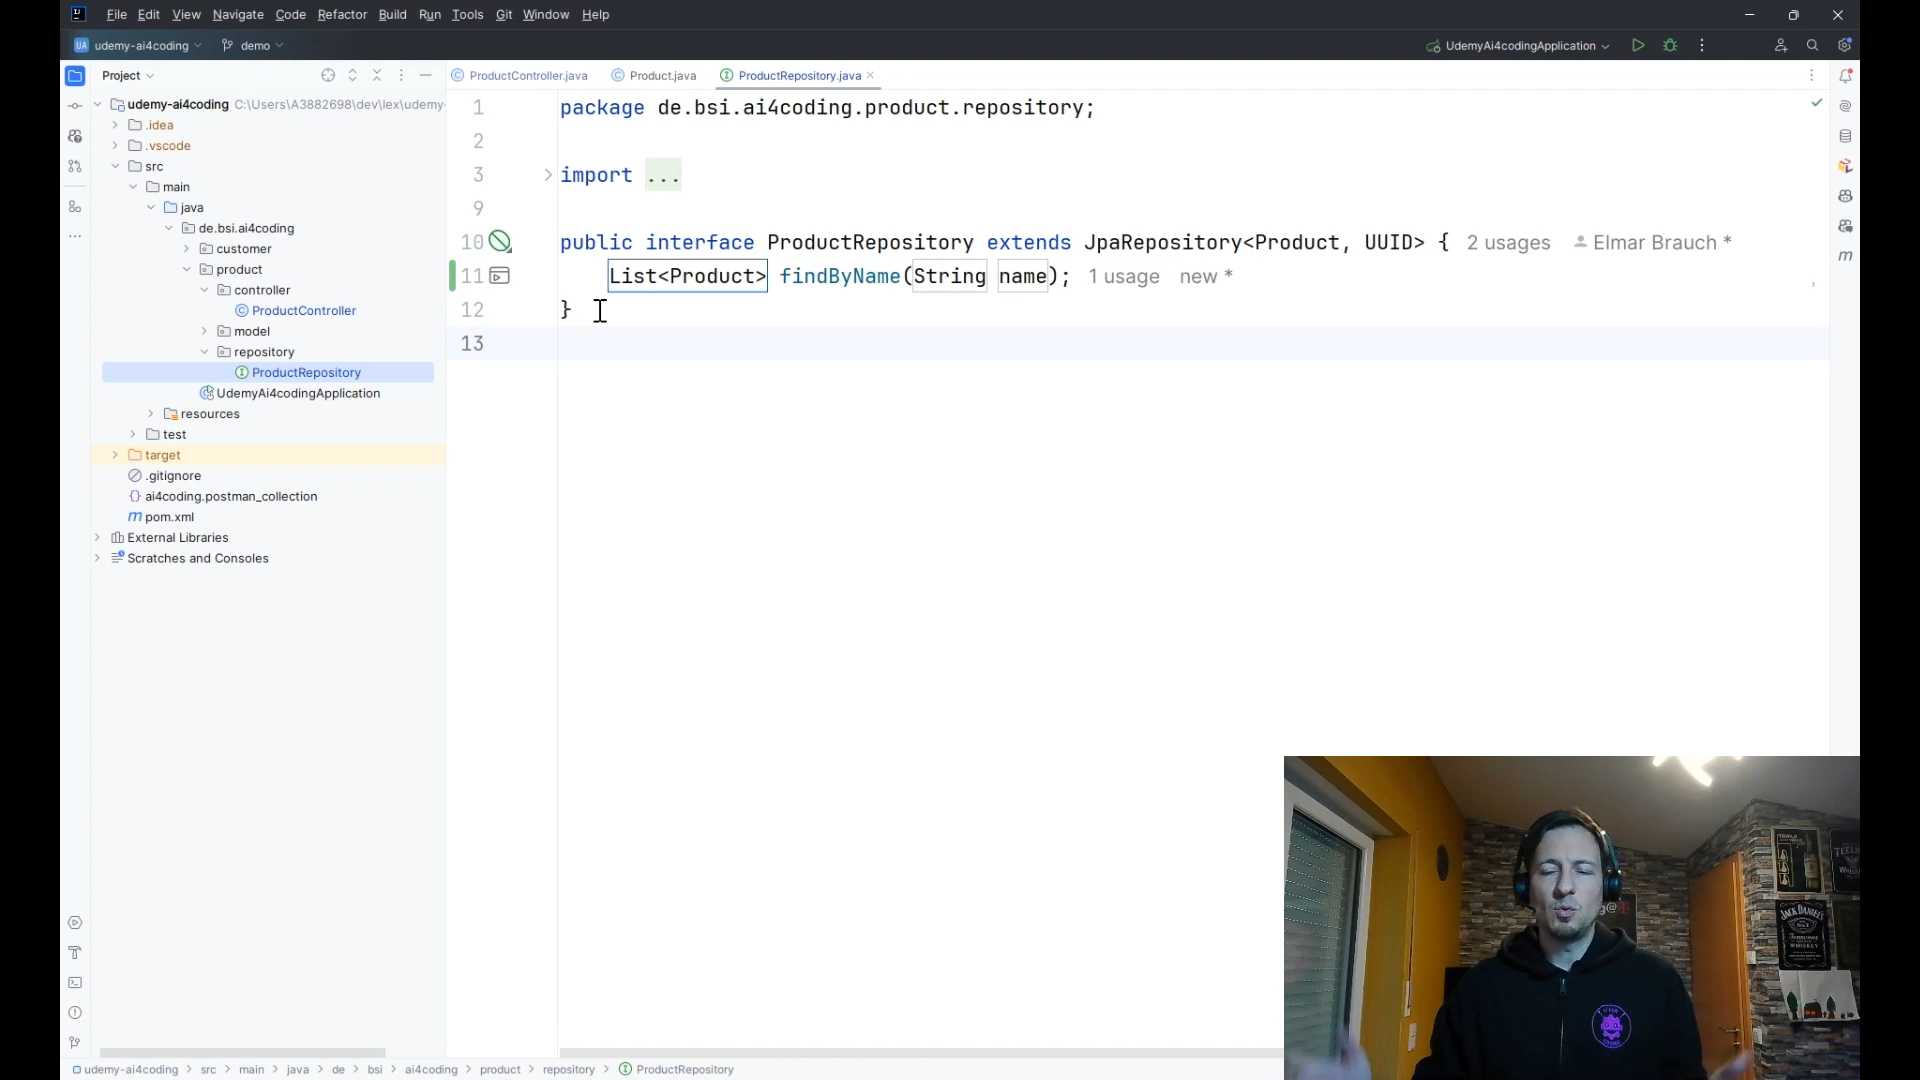 File Edit View Navigate Code Refactor Build Run Tools Git Window Help
UA udemy-ai4coding demo UdemyAi4codingApplication
Project
ProductController.java Product.java ProductRepository.java
udemy-ai4coding C:\Users\A3882698\dev\lex\udemy-
.idea
.vscode
src
main
java
de.bsi.ai4coding
customer
product
controller
ProductController
model
repository
ProductRepository
UdemyAi4codingApplication
resources
test
target
.gitignore
ai4coding.postman_collection
pom.xml
External Libraries
Scratches and Consoles
1 package de.bsi.ai4coding.product.repository;
2
3 import ...
9
10 public interface ProductRepository extends JpaRepository<Product, UUID> { 2 usages Elmar Brauch *
11 List<Product> findByName(String name); 1 usage new *
12 }
13
JACK DANIEL'S
WHISKEY
udemy-ai4coding > src > main > java > de > bsi > ai4coding > product > repository > ProductRepository